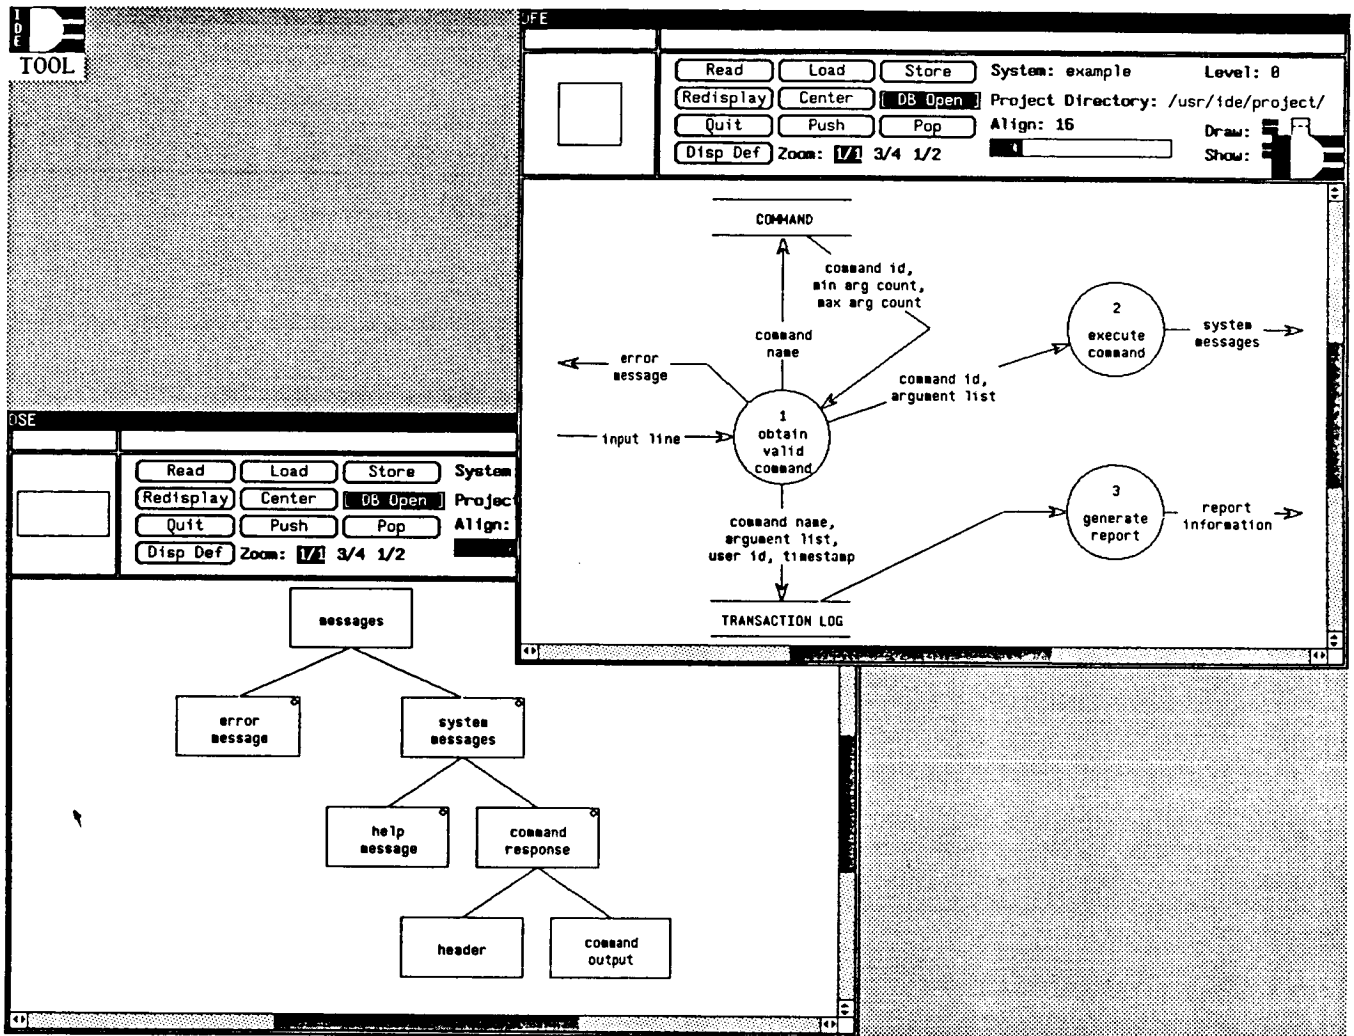 IDE
TOOL
DFE
Read Load Store System: example Level: 0
Redisplay Center DB Open Project Directory: /usr/ide/project/
Quit Push Pop Align: 16 Draw:
Disp Def Zoom: 1/1 3/4 1/2 Show:
COMMAND
command id,
min arg count,
max arg count
command
name
error
message
input line
1
obtain
valid
command
command id,
argument list
2
execute
command
system
messages
command name,
argument list,
user id, timestamp
TRANSACTION LOG
3
generate
report
report
information
DSE
Read Load Store System
Redisplay Center DB Open Projec
Quit Push Pop Align:
Disp Def Zoom: 1/1 3/4 1/2
messages
error
message
system
messages
help
message
command
response
header
command
output